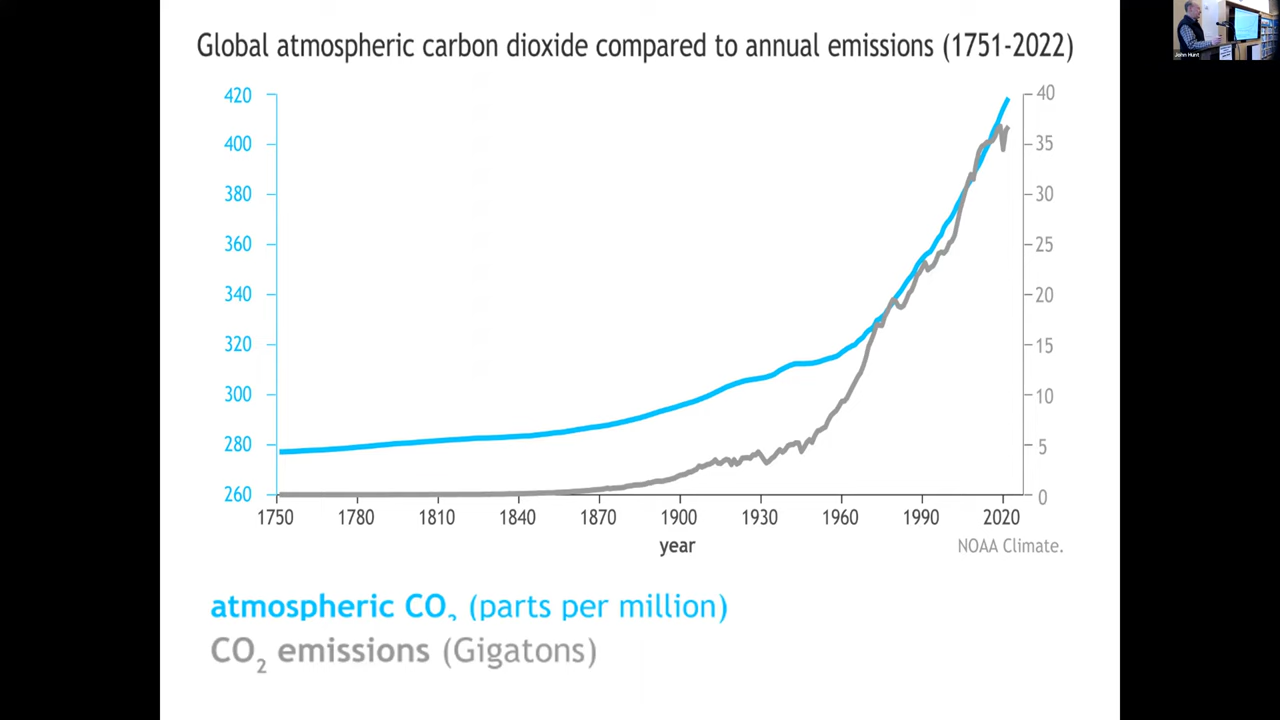 Global atmospheric carbon dioxide compared to annual emissions (1751-2022)
420
400
380
360
340
320
300
280
260
40
35
30
25
20
15
10
5
0
1750 1780 1810 1840 1870 1900 1930 1960 1990 2020
year
NOAA Climate.
atmospheric CO₂ (parts per million)
CO₂ emissions (Gigatons)
John Hunt